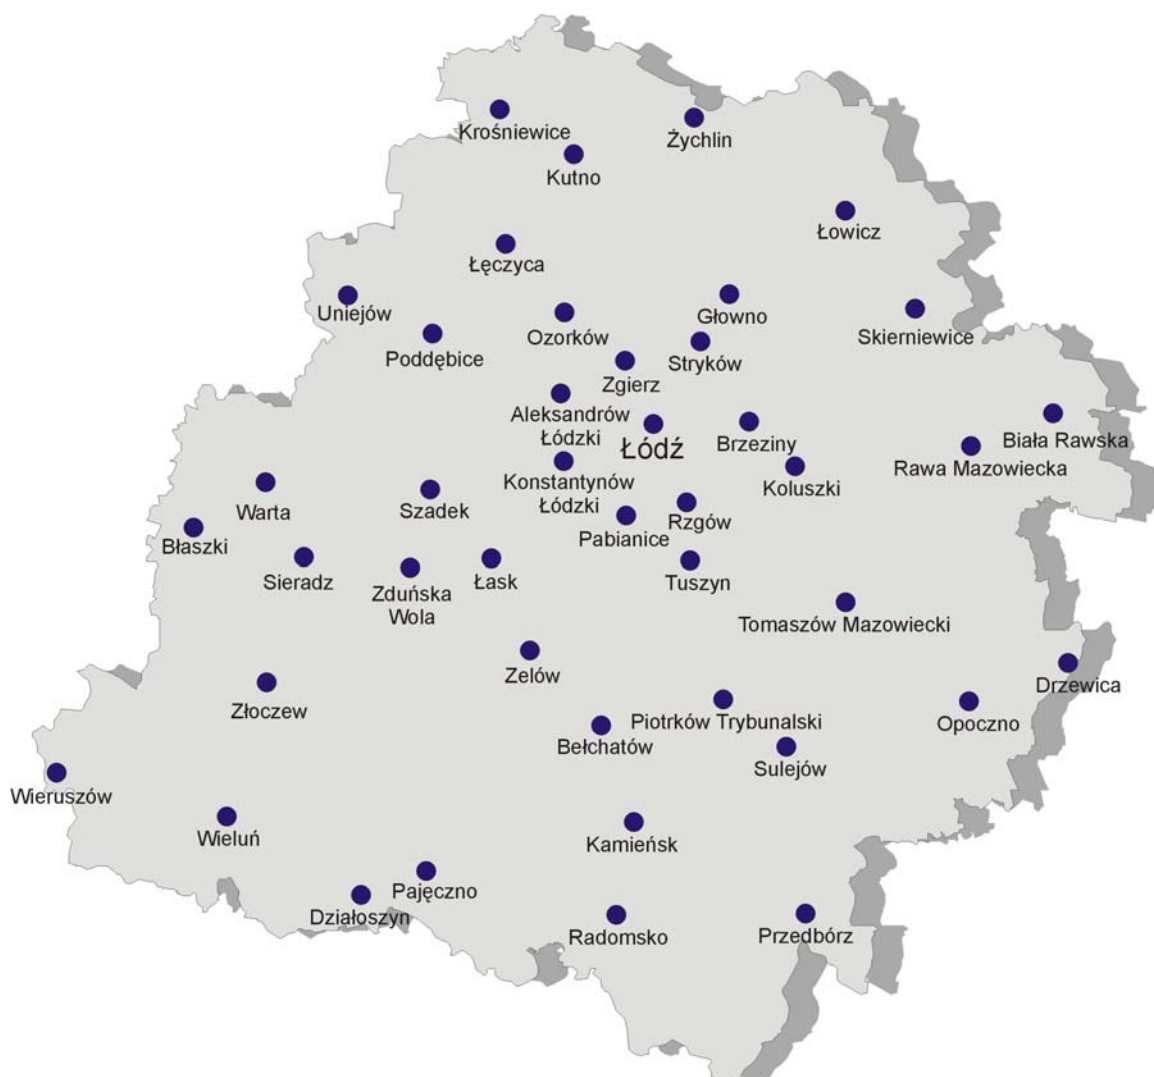 Krośniewice
Żychlin
Kutno
Łowicz
Łęczyca
Uniejów
Głowno
Ozorków
Skierniewice
Poddębice
Stryków
Zgierz
Aleksandrów
Łódzki
Łódź
Brzeziny
Biała Rawska
Rawa Mazowiecka
Konstantynów
Łódzki
Koluszki
Warta
Szadek
Rzgów
Pabianice
Błaszki
Sieradz
Zduńska
Wola
Łask
Tuszyn
Tomaszów Mazowiecki
Zelów
Drzewica
Złoczew
Opoczno
Piotrków Trybunalski
Bełchatów
Sulejów
Wieruszów
Wieluń
Kamieńsk
Pajęczno
Działoszyn
Radomsko
Przedbórz